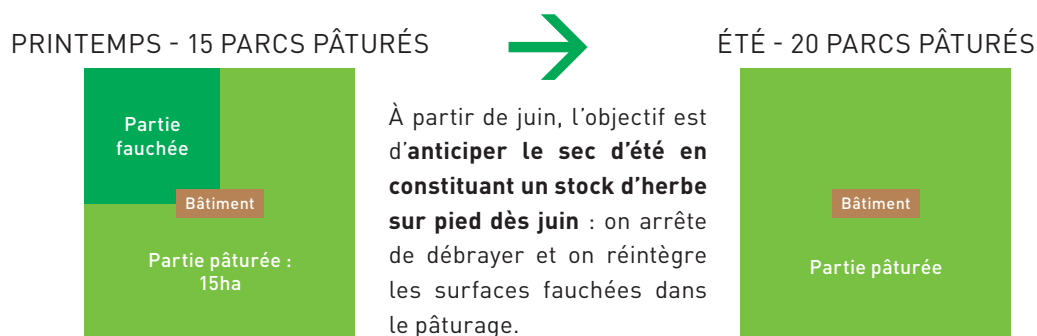 PRINTEMPS - 15 PARCS PÂTURÉS
Partie
fauchée
Bâtiment
Partie pâturée :
15ha
À partir de juin, l’objectif est
d’anticiper le sec d’été en
constituant un stock d’herbe
sur pied dès juin : on arrête
de débrayer et on réintègre
les surfaces fauchées dans
le pâturage.
ÉTÉ - 20 PARCS PÂTURÉS
Bâtiment
Partie pâturée